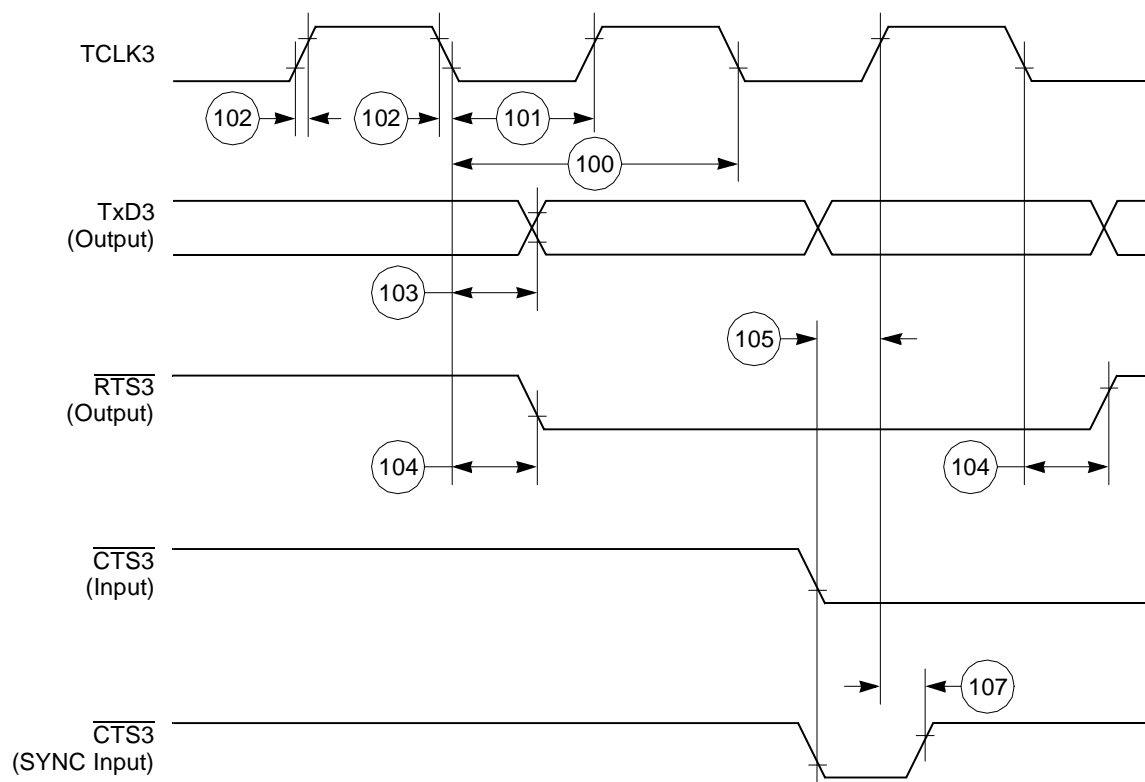 TCLK3
102
102
101
100
TxD3
(Output)
103
105
RTS3
(Output)
104
104
CTS3
(Input)
107
CTS3
(SYNC Input)